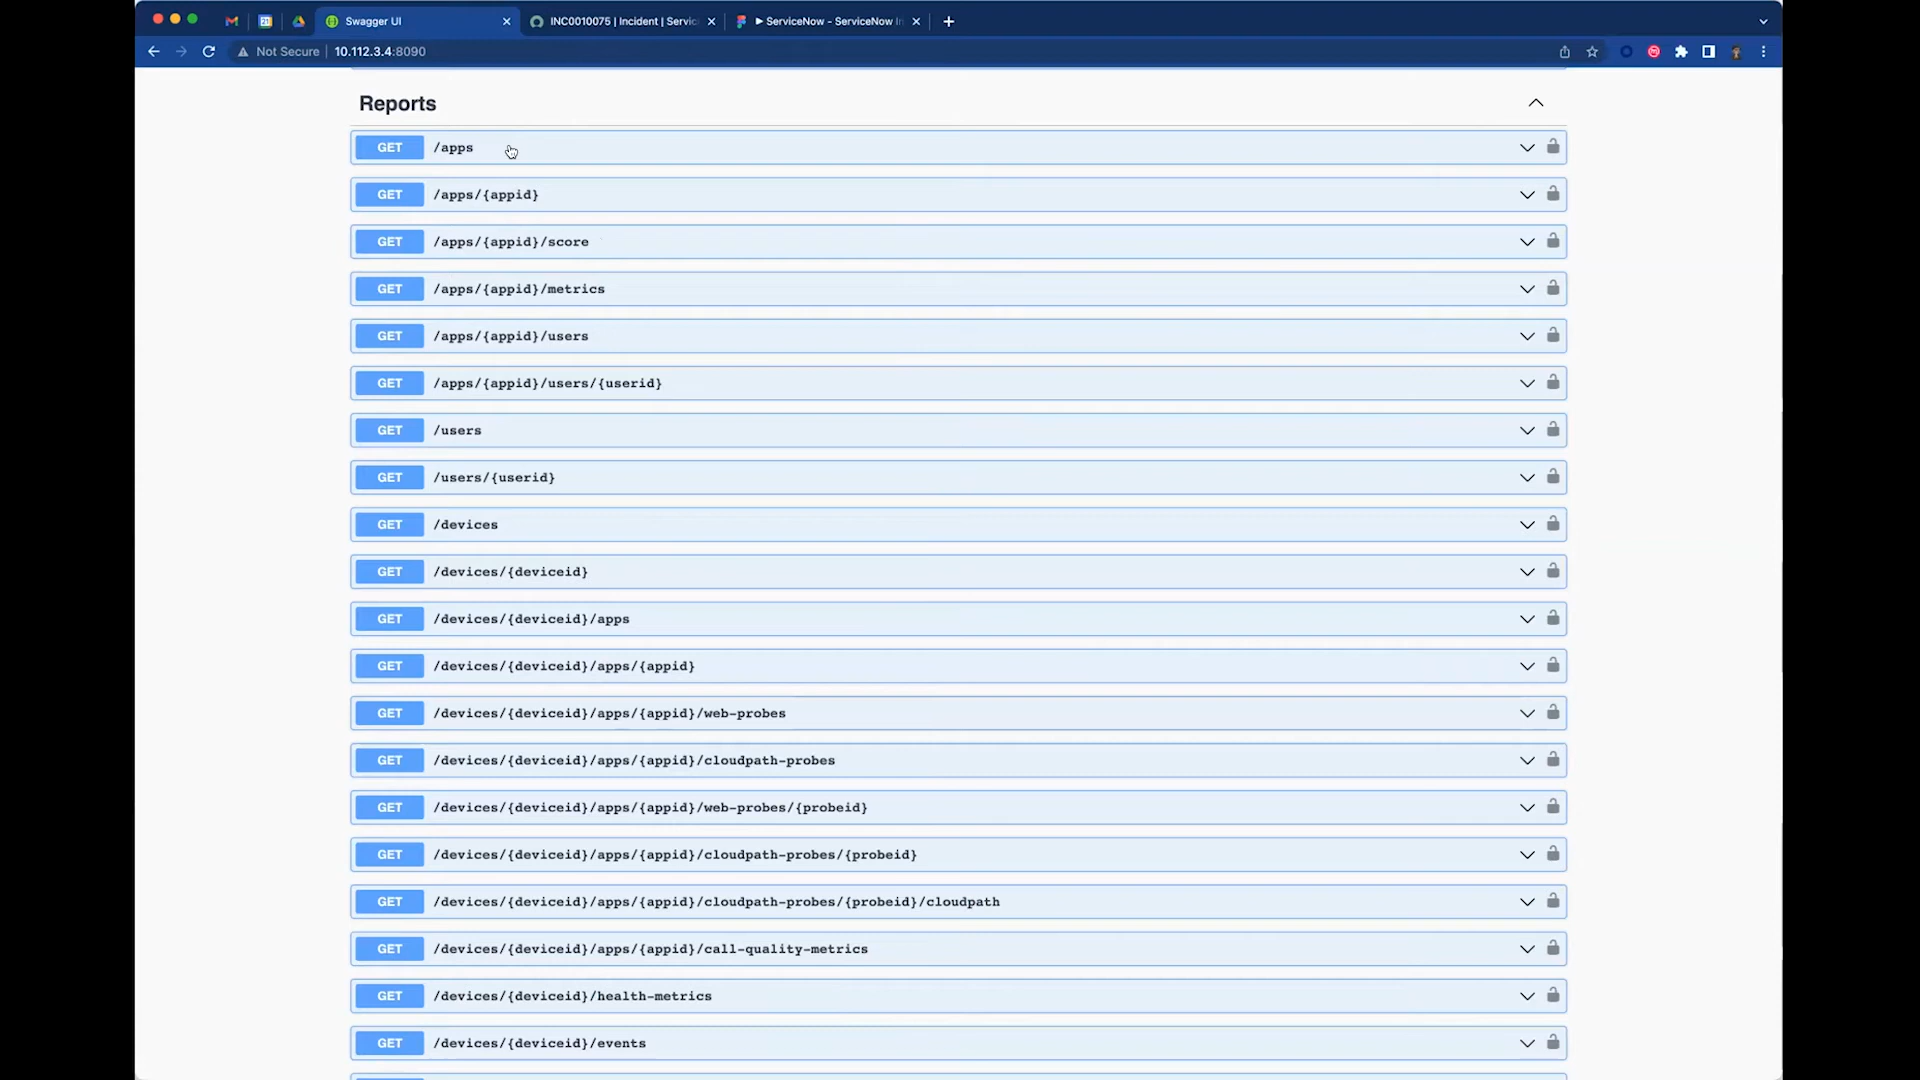 Swagger UI
INC0010075 | Incident | Servic
ServiceNow - ServiceNow In
Not Secure | 10.112.3.4:8090
Reports
GET /apps
GET /apps/{appid}
GET /apps/{appid}/score
GET /apps/{appid}/metrics
GET /apps/{appid}/users
GET /apps/{appid}/users/{userid}
GET /users
GET /users/{userid}
GET /devices
GET /devices/{deviceid}
GET /devices/{deviceid}/apps
GET /devices/{deviceid}/apps/{appid}
GET /devices/{deviceid}/apps/{appid}/web-probes
GET /devices/{deviceid}/apps/{appid}/cloudpath-probes
GET /devices/{deviceid}/apps/{appid}/web-probes/{probeid}
GET /devices/{deviceid}/apps/{appid}/cloudpath-probes/{probeid}
GET /devices/{deviceid}/apps/{appid}/cloudpath-probes/{probeid}/cloudpath
GET /devices/{deviceid}/apps/{appid}/call-quality-metrics
GET /devices/{deviceid}/health-metrics
GET /devices/{deviceid}/events